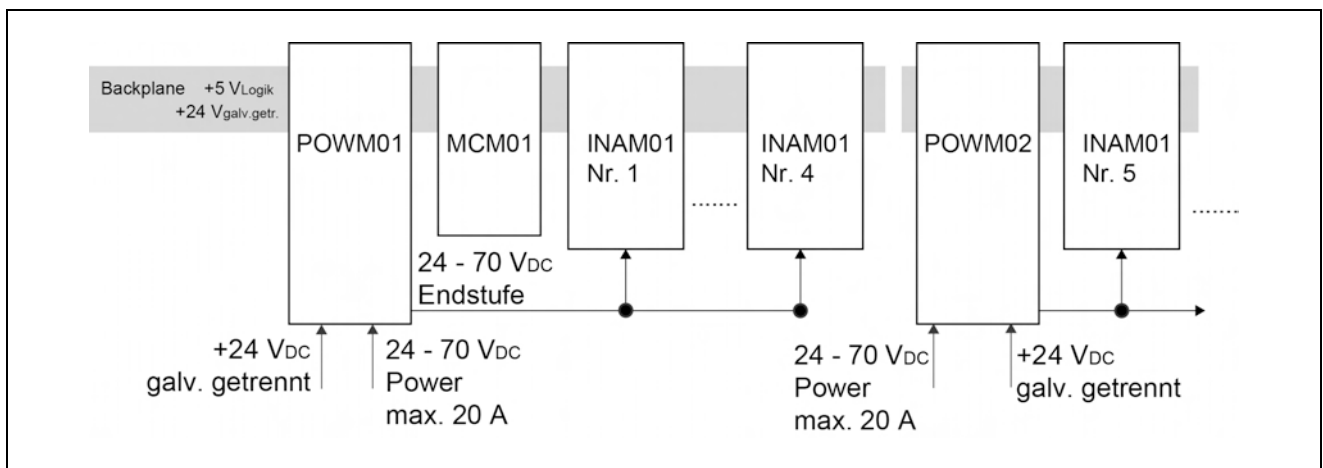 Backplane +5 VLogik
+24 Vgalv.getr.
POWM01
MCM01
INAM01
Nr. 1
INAM01
Nr. 4
POWM02
INAM01
Nr. 5
24 - 70 VDC
Endstufe
+24 VDC
galv. getrennt
24 - 70 VDC
Power
max. 20 A
24 - 70 VDC
Power
max. 20 A
+24 VDC
galv. getrennt